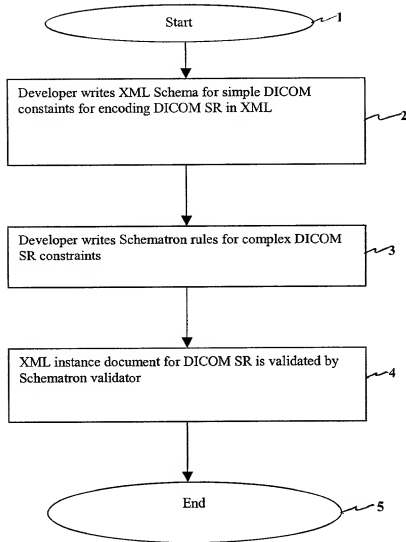 Start
1
Developer writes XML Schema for simple DICOM
constaints for encoding DICOM SR in XML
2
Developer writes Schematron rules for complex DICOM
SR constraints
3
XML instance document for DICOM SR is validated by
Schematron validator
4
End
5